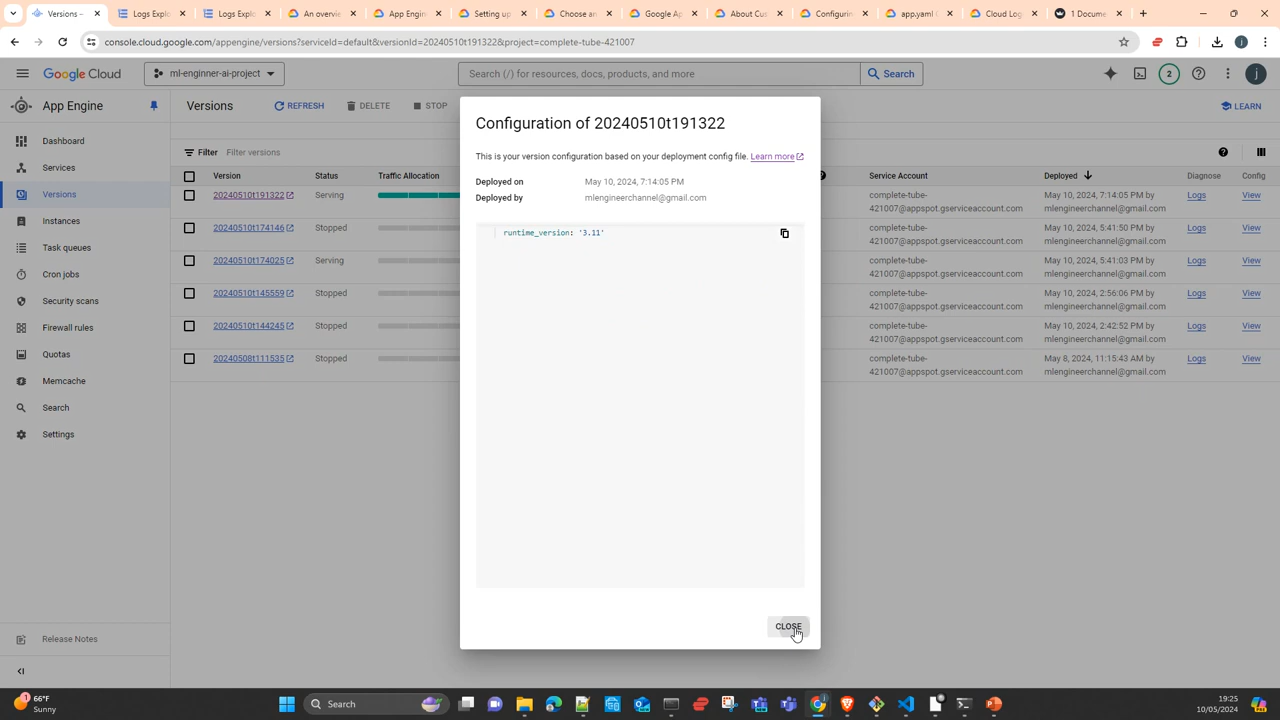 Versions –
Logs Explo
Logs Explo
An overvie
App Engin
Setting up
Choose an
Google Ap
About Cus
Configurin
app.yaml
Cloud Log
1 Docume
console.cloud.google.com/appengine/versions?serviceId=default&versionId=20240510t191322&project=complete-tube-421007
Google Cloud
ml-enginner-ai-project
Search (/) for resources, docs, products, and more
Search
2
j
App Engine
Versions
REFRESH
DELETE
STOP
LEARN
Dashboard
Services
Versions
Instances
Task queues
Cron jobs
Security scans
Firewall rules
Quotas
Memcache
Search
Settings
Release Notes
Filter Filter versions
Version Status Traffic Allocation Service Account Deployed Diagnose Config
20240510t191322 Serving complete-tube- May 10, 2024, 7:14:05 PM by Logs View
421007@appspot.gserviceaccount.com mlengineerchannel@gmail.com
20240510t174146 Stopped complete-tube- May 10, 2024, 5:41:50 PM by Logs View
421007@appspot.gserviceaccount.com mlengineerchannel@gmail.com
20240510t174025 Stopped complete-tube- May 10, 2024, 5:41:03 PM by Logs View
421007@appspot.gserviceaccount.com mlengineerchannel@gmail.com
20240510t145559 Stopped complete-tube- May 10, 2024, 2:56:06 PM by Logs View
421007@appspot.gserviceaccount.com mlengineerchannel@gmail.com
20240510t144245 Stopped complete-tube- May 10, 2024, 2:42:52 PM by Logs View
421007@appspot.gserviceaccount.com mlengineerchannel@gmail.com
20240508t111535 Stopped complete-tube- May 8, 2024, 11:15:43 AM by Logs View
421007@appspot.gserviceaccount.com mlengineerchannel@gmail.com
Configuration of 20240510t191322
This is your version configuration based on your deployment config file. Learn more
Deployed on May 10, 2024, 7:14:05 PM
Deployed by mlengineerchannel@gmail.com
runtime_version: '3.11'
CLOSE
1
66°F
Sunny
Search
19:25
10/05/2024